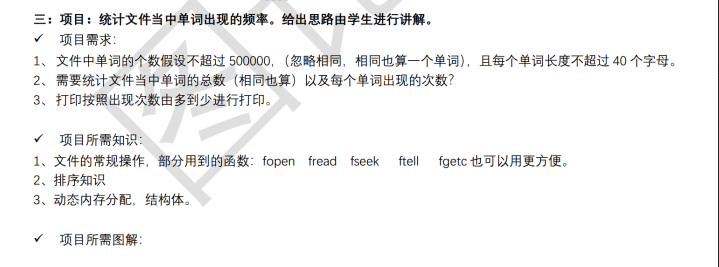 三：项目：统计文件当中单词出现的频率。给出思路由学生进行讲解。
✓ 项目需求：
1、 文件中单词的个数假设不超过 500000,（忽略相同，相同也算一个单词），且每个单词长度不超过 40 个字母。
2、 需要统计文件当中单词的总数（相同也算）以及每个单词出现的次数?
3、 打印按照出现次数由多到少进行打印。
✓ 项目所需知识：
1、文件的常规操作，部分用到的函数：fopen fread fseek ftell fgetc 也可以用更方便。
2、排序知识
3、动态内存分配，结构体。
✓ 项目所需图解：